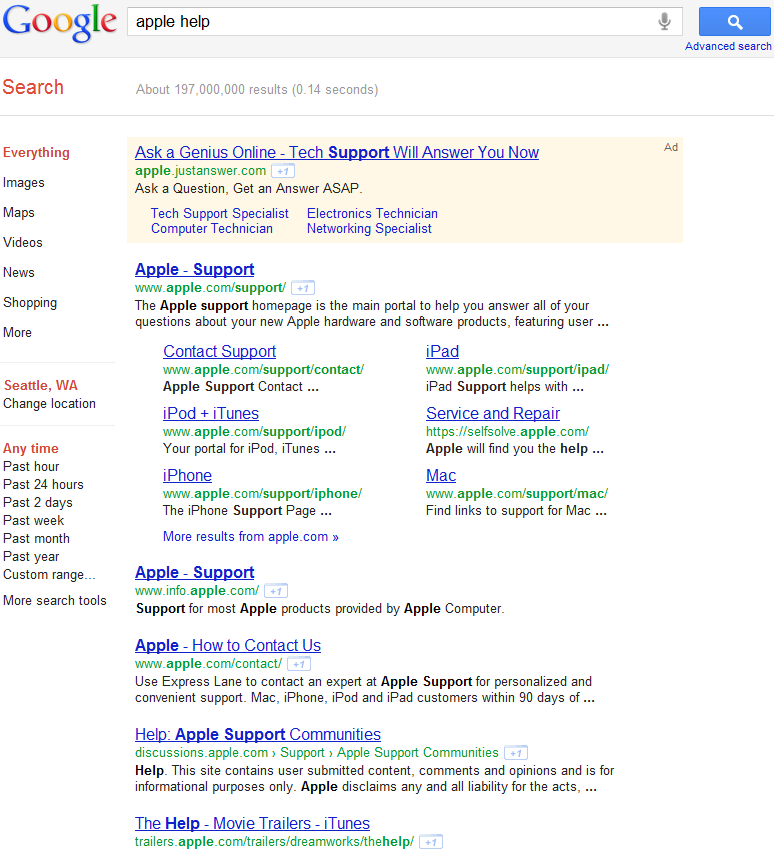 Google
apple help
Advanced search
Search
About 197,000,000 results (0.14 seconds)
Everything
Images
Maps
Videos
News
Shopping
More
Seattle, WA
Change location
Any time
Past hour
Past 24 hours
Past 2 days
Past week
Past month
Past year
Custom range...
More search tools
Ad
Ask a Genius Online - Tech Support Will Answer You Now
apple.justanswer.com +1
Ask a Question, Get an Answer ASAP.
Tech Support Specialist Electronics Technician
Computer Technician Networking Specialist
Apple - Support
www.apple.com/support/ +1
The Apple support homepage is the main portal to help you answer all of your
questions about your new Apple hardware and software products, featuring user ...
Contact Support
www.apple.com/support/contact/
Apple Support Contact ...
iPad
www.apple.com/support/ipad/
iPad Support helps with ...
iPod + iTunes
www.apple.com/support/ipod/
Your portal for iPod, iTunes ...
Service and Repair
https://selfsolve.apple.com/
Apple will find you the help ...
iPhone
www.apple.com/support/iphone/
The iPhone Support Page ...
Mac
www.apple.com/support/mac/
Find links to support for Mac ...
More results from apple.com »
Apple - Support
www.info.apple.com/ +1
Support for most Apple products provided by Apple Computer.
Apple - How to Contact Us
www.apple.com/contact/ +1
Use Express Lane to contact an expert at Apple Support for personalized and
convenient support. Mac, iPhone, iPod and iPad customers within 90 days of ...
Help: Apple Support Communities
discussions.apple.com › Support › Apple Support Communities +1
Help. This site contains user submitted content, comments and opinions and is for
informational purposes only. Apple disclaims any and all liability for the acts, ...
The Help - Movie Trailers - iTunes
trailers.apple.com/trailers/dreamworks/thehelp/ +1